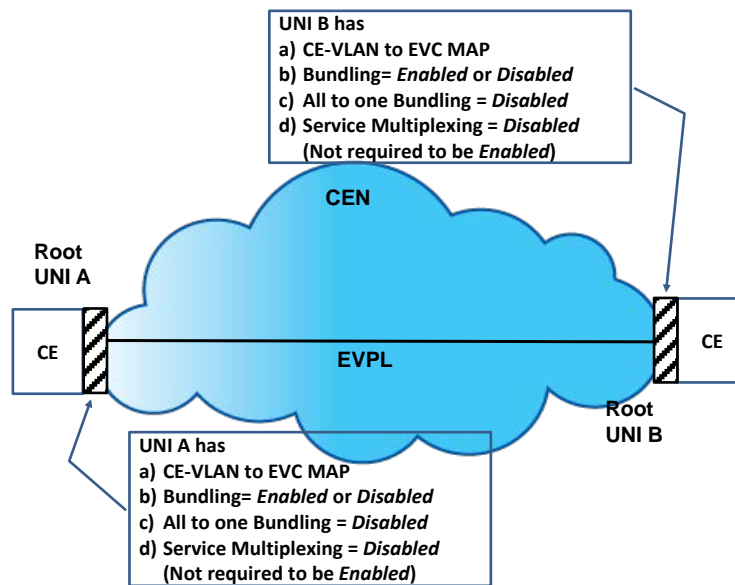 UNI B has
a) CE-VLAN to EVC MAP
b) Bundling= Enabled or Disabled
c) All to one Bundling = Disabled
d) Service Multiplexing = Disabled
(Not required to be Enabled)
CEN
Root
UNI A
CE
EVPL
CE
Root
UNI B
UNI A has
a) CE-VLAN to EVC MAP
b) Bundling= Enabled or Disabled
c) All to one Bundling = Disabled
d) Service Multiplexing = Disabled
(Not required to be Enabled)